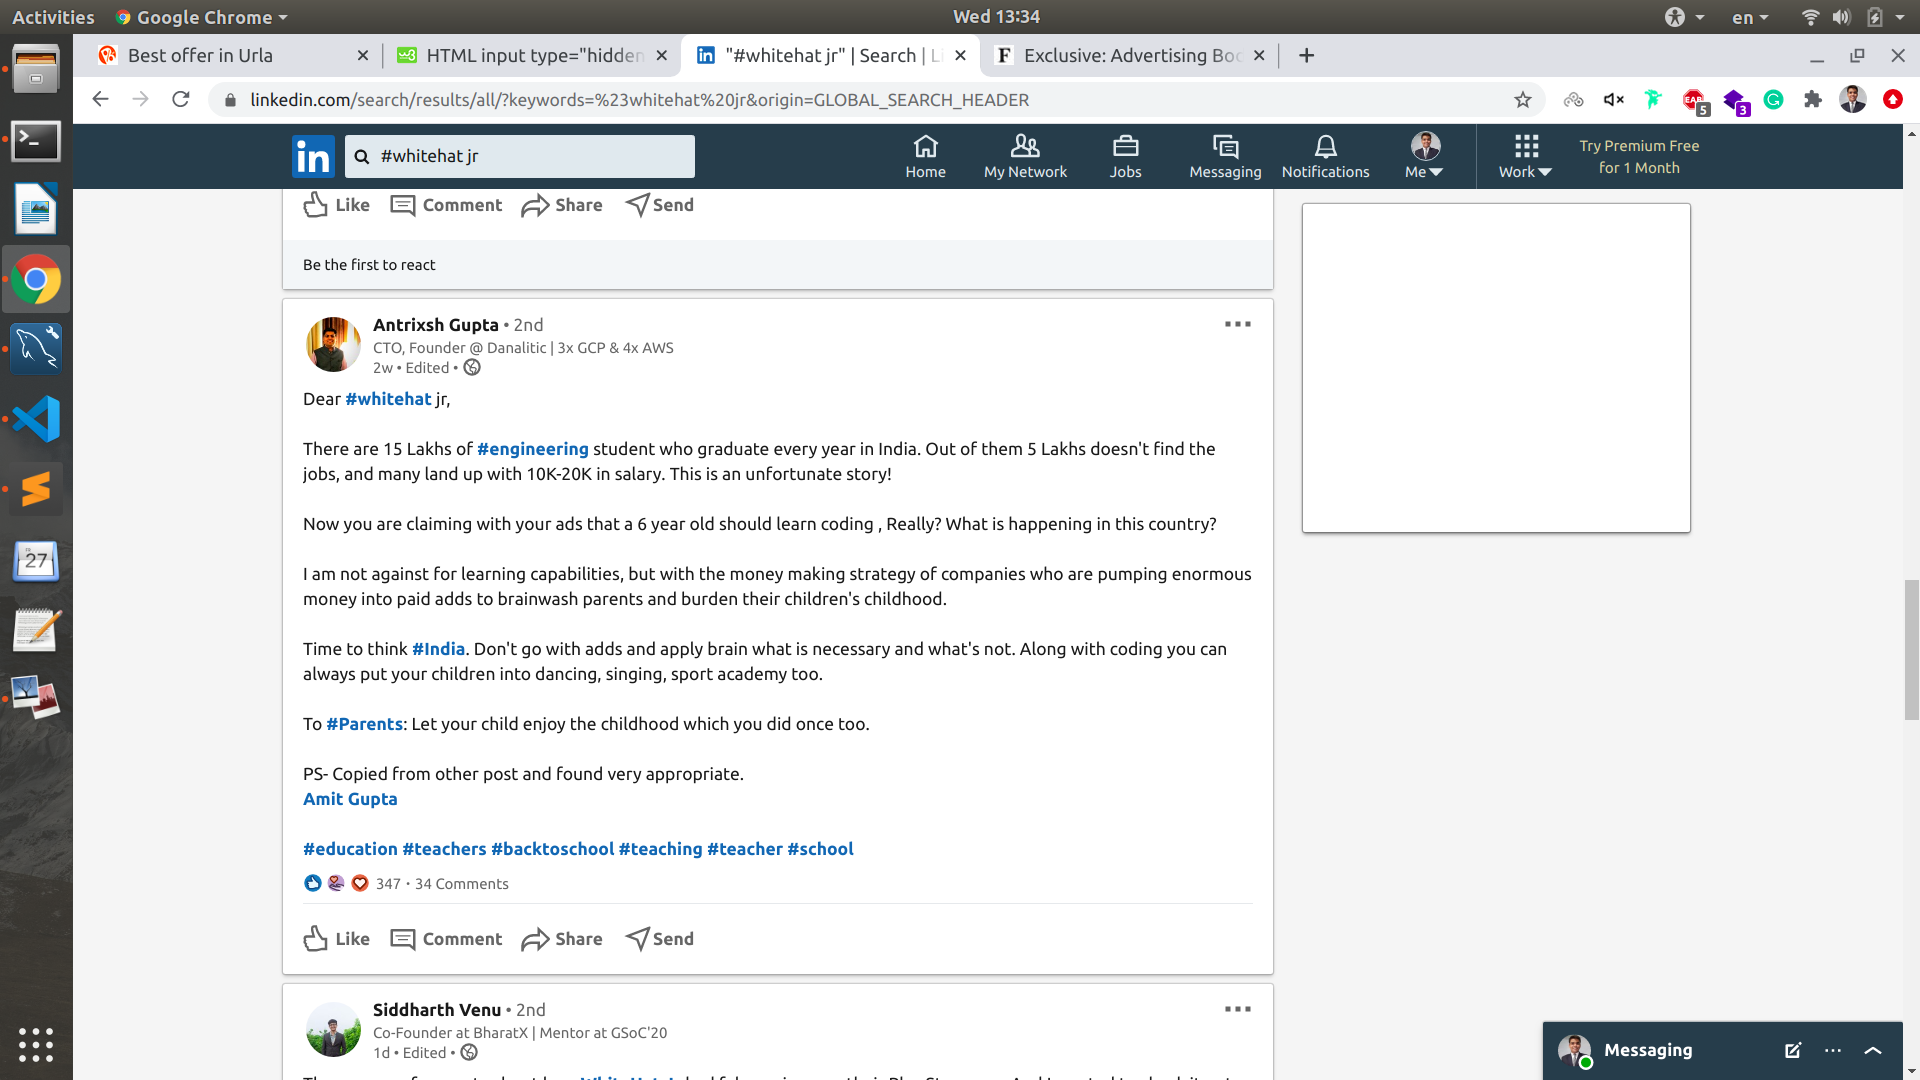 Activities
Google Chrome
Wed 13:34
en
Best offer in Urla
HTML input type="hidden
"#whitehat jr" | Search | Li
Exclusive: Advertising Boo
linkedin.com/search/results/all/?keywords=%23whitehat%20jr&origin=GLOBAL_SEARCH_HEADER
5
3
in
#whitehat jr
Home
My Network
Jobs
Messaging
Notifications
Me
Work
Try Premium Free
for 1 Month
Like
Comment
Share
Send
Be the first to react
Antrixsh Gupta • 2nd
CTO, Founder @ Danalitic | 3x GCP & 4x AWS
2w • Edited •
Dear #whitehat jr,
There are 15 Lakhs of #engineering student who graduate every year in India. Out of them 5 Lakhs doesn't find the
jobs, and many land up with 10K-20K in salary. This is an unfortunate story!
Now you are claiming with your ads that a 6 year old should learn coding , Really? What is happening in this country?
I am not against for learning capabilities, but with the money making strategy of companies who are pumping enormous
money into paid adds to brainwash parents and burden their children's childhood.
Time to think #India. Don't go with adds and apply brain what is necessary and what's not. Along with coding you can
always put your children into dancing, singing, sport academy too.
To #Parents: Let your child enjoy the childhood which you did once too.
PS- Copied from other post and found very appropriate.
Amit Gupta
#education #teachers #backtoschool #teaching #teacher #school
347 • 34 Comments
Like
Comment
Share
Send
Siddharth Venu • 2nd
Co-Founder at BharatX | Mentor at GSoC'20
1d • Edited •
Messaging
27